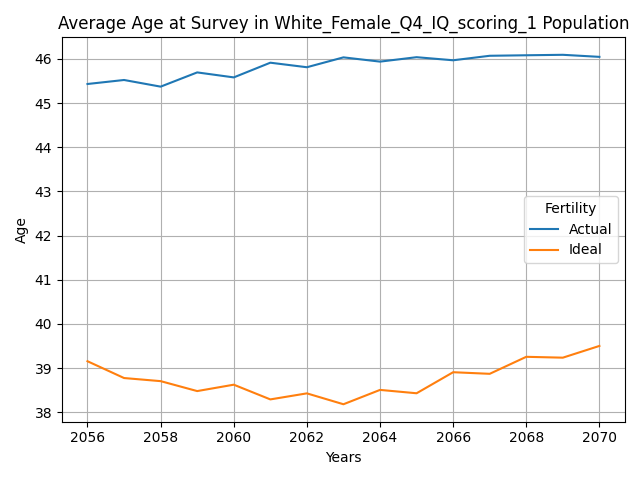 Average Age at Survey in White_Female_Q4_IQ_scoring_1 Population
46
45
44
43
42
41
40
39
38
Age
Fertility
Actual
Ideal
2056 2058 2060 2062 2064 2066 2068 2070
Years